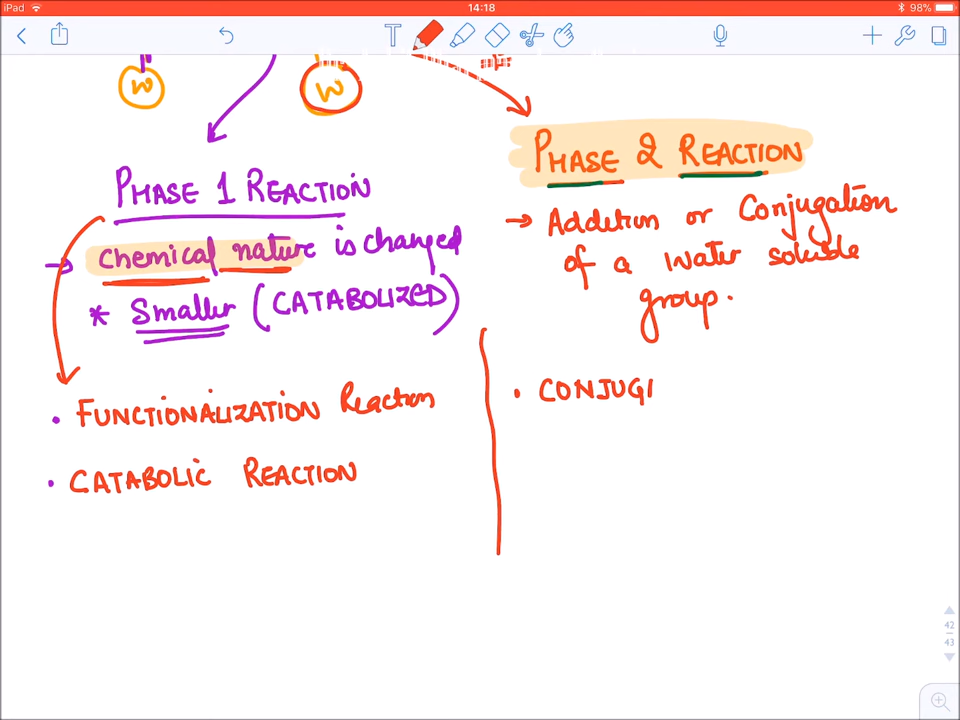 iPad
14:18
98%
T
W
W
PHASE 1 REACTION
→ Chemical nature is changed
* Smaller (CATABOLIZED)
• FUNCTIONALIZATION Reaction
• CATABOLIC REACTION
PHASE 2 REACTION
→ Addition or Conjugation
of a water soluble
group.
• CONJUGI
42
43